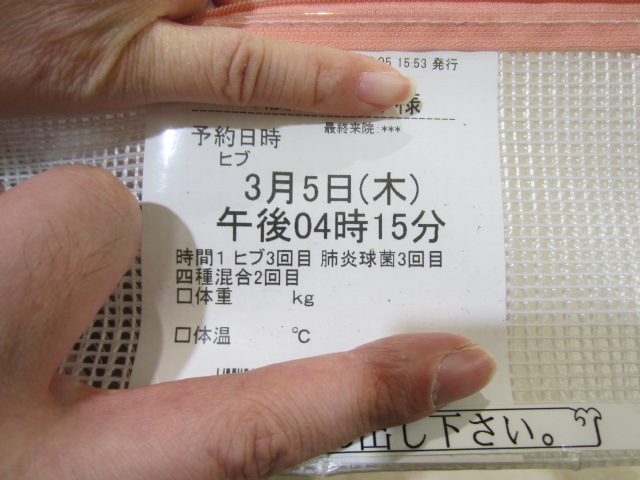 05 15:53 発行
様
最終来院:***
予約日時
ヒブ
3月5日(木)
午後04時15分
時間1 ヒブ3回目 肺炎球菌3回目
四種混合2回目
□体重 kg
□体温 ℃
出し下さい。